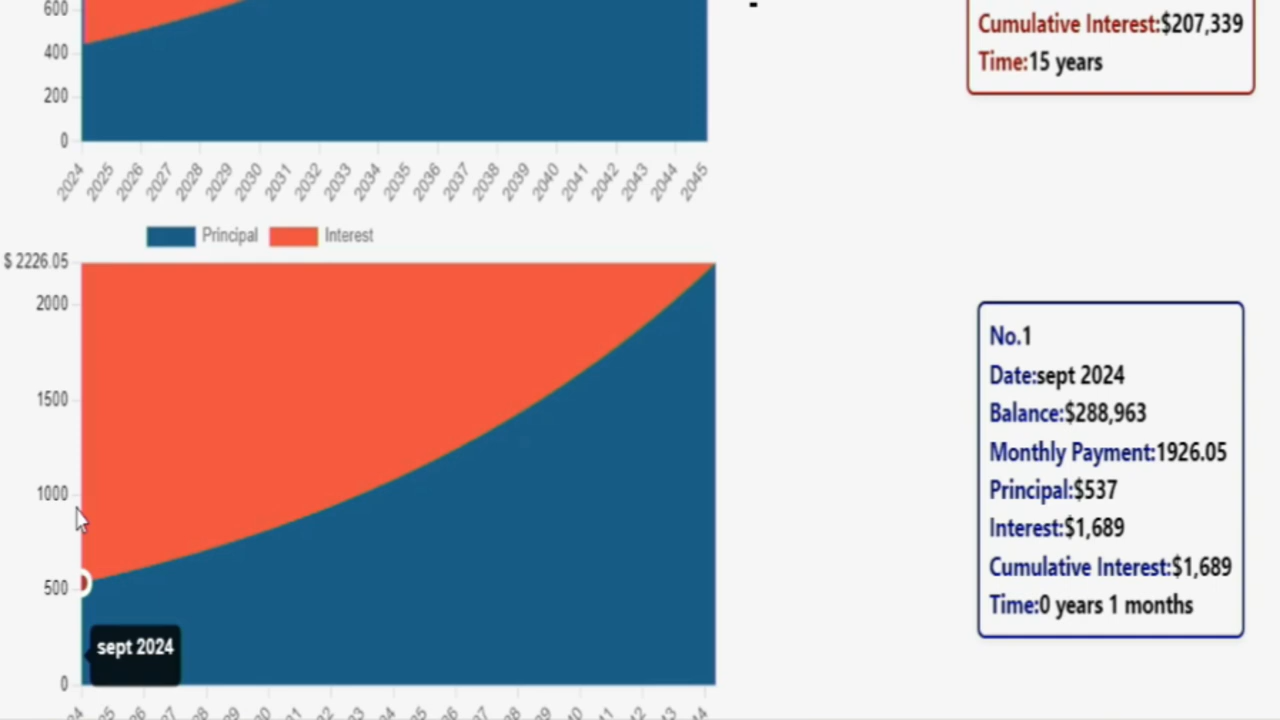 600
400
200
0
2024 2025 2026 2027 2028 2029 2030 2031 2032 2033 2034 2035 2036 2037 2038 2039 2040 2041 2042 2043 2044 2045
Cumulative Interest:$207,339
Time:15 years
Principal Interest
$ 2226.05
2000
1500
1000
500
0
sept 2024
No.1
Date:sept 2024
Balance:$288,963
Monthly Payment:1926.05
Principal:$537
Interest:$1,689
Cumulative Interest:$1,689
Time:0 years 1 months